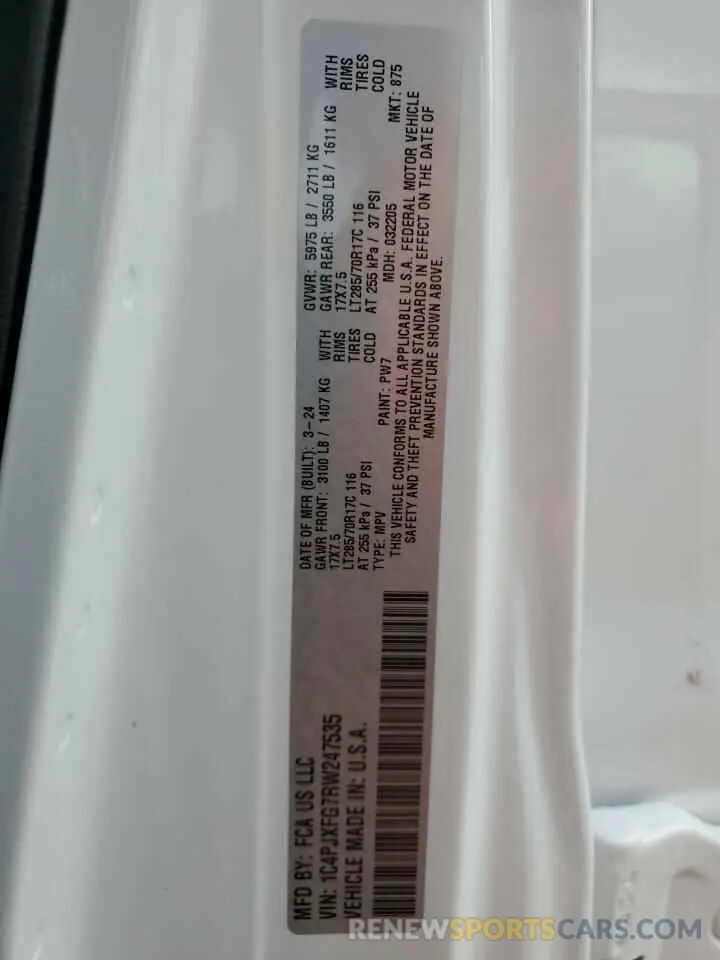 MFD BY: FCA US LLC
VIN: 1C4PJXFG7RW247535
VEHICLE MADE IN: U.S.A.
DATE OF MFR (BUILT): 3-24
GAWR FRONT: 3100 LB / 1407 KG WITH
17X7.5 RIMS
LT285/70R17C 116 TIRES
AT 255 kPa / 37 PSI COLD
TYPE: MPV PAINT: PW7
GVWR: 5975 LB / 2711 KG
GAWR REAR: 3550 LB / 1611 KG WITH
17X7.5 RIMS
LT285/70R17C 116 TIRES
AT 255 kPa / 37 PSI COLD
MDH: 032205 MKT: 875
THIS VEHICLE CONFORMS TO ALL APPLICABLE U.S.A. FEDERAL MOTOR VEHICLE
SAFETY AND THEFT PREVENTION STANDARDS IN EFFECT ON THE DATE OF
MANUFACTURE SHOWN ABOVE.
RENEWSPORTSCARS.COM